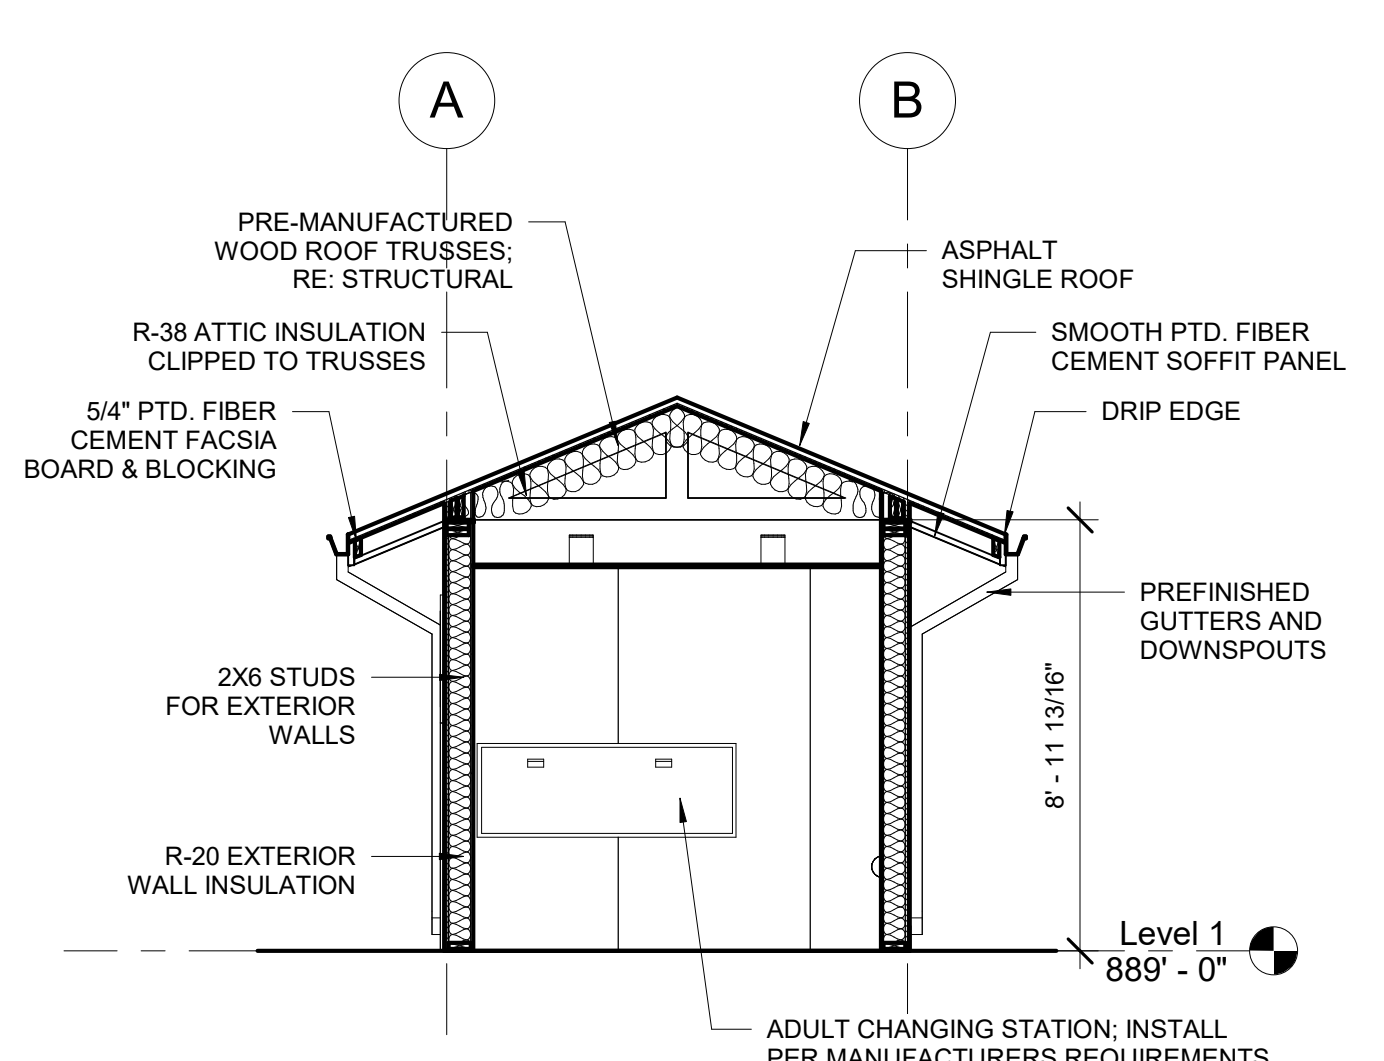 A
B
PRE-MANUFACTURED
WOOD ROOF TRUSSES;
RE: STRUCTURAL
ASPHALT
SHINGLE ROOF
R-38 ATTIC INSULATION
CLIPPED TO TRUSSES
SMOOTH PTD. FIBER
CEMENT SOFFIT PANEL
5/4" PTD. FIBER
CEMENT FACSIA
BOARD & BLOCKING
DRIP EDGE
PREFINISHED
GUTTERS AND
DOWNSPOUTS
2X6 STUDS
FOR EXTERIOR
WALLS
8' - 11 13/16"
R-20 EXTERIOR
WALL INSULATION
Level 1
889' - 0"
ADULT CHANGING STATION; INSTALL
PER MANUFACTURERS REQUIREMENTS